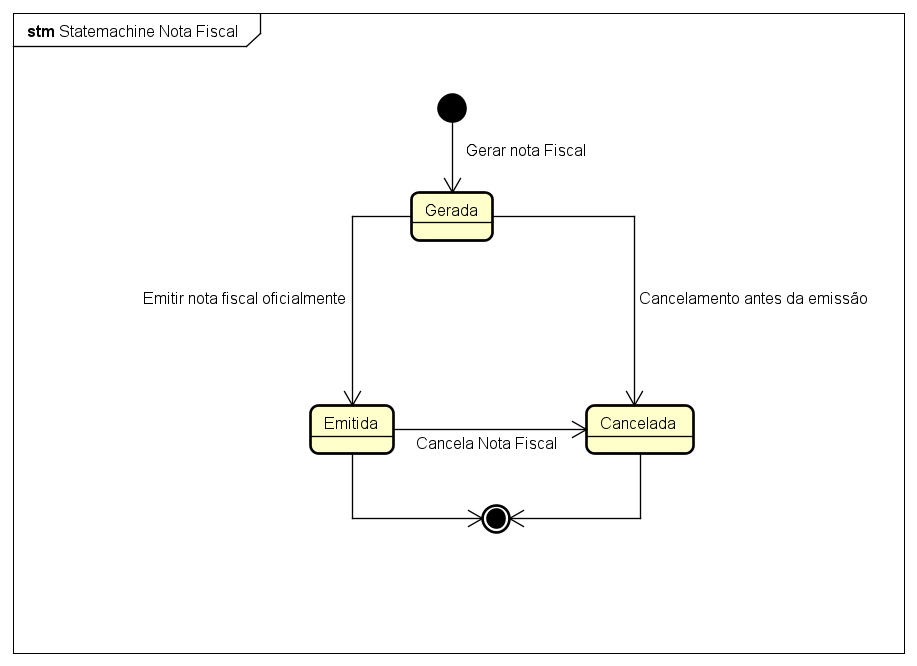 stm Statemachine Nota Fiscal
Gerar nota Fiscal
Gerada
Emitir nota fiscal oficialmente
Cancelamento antes da emissão
Emitida
Cancelada
Cancela Nota Fiscal